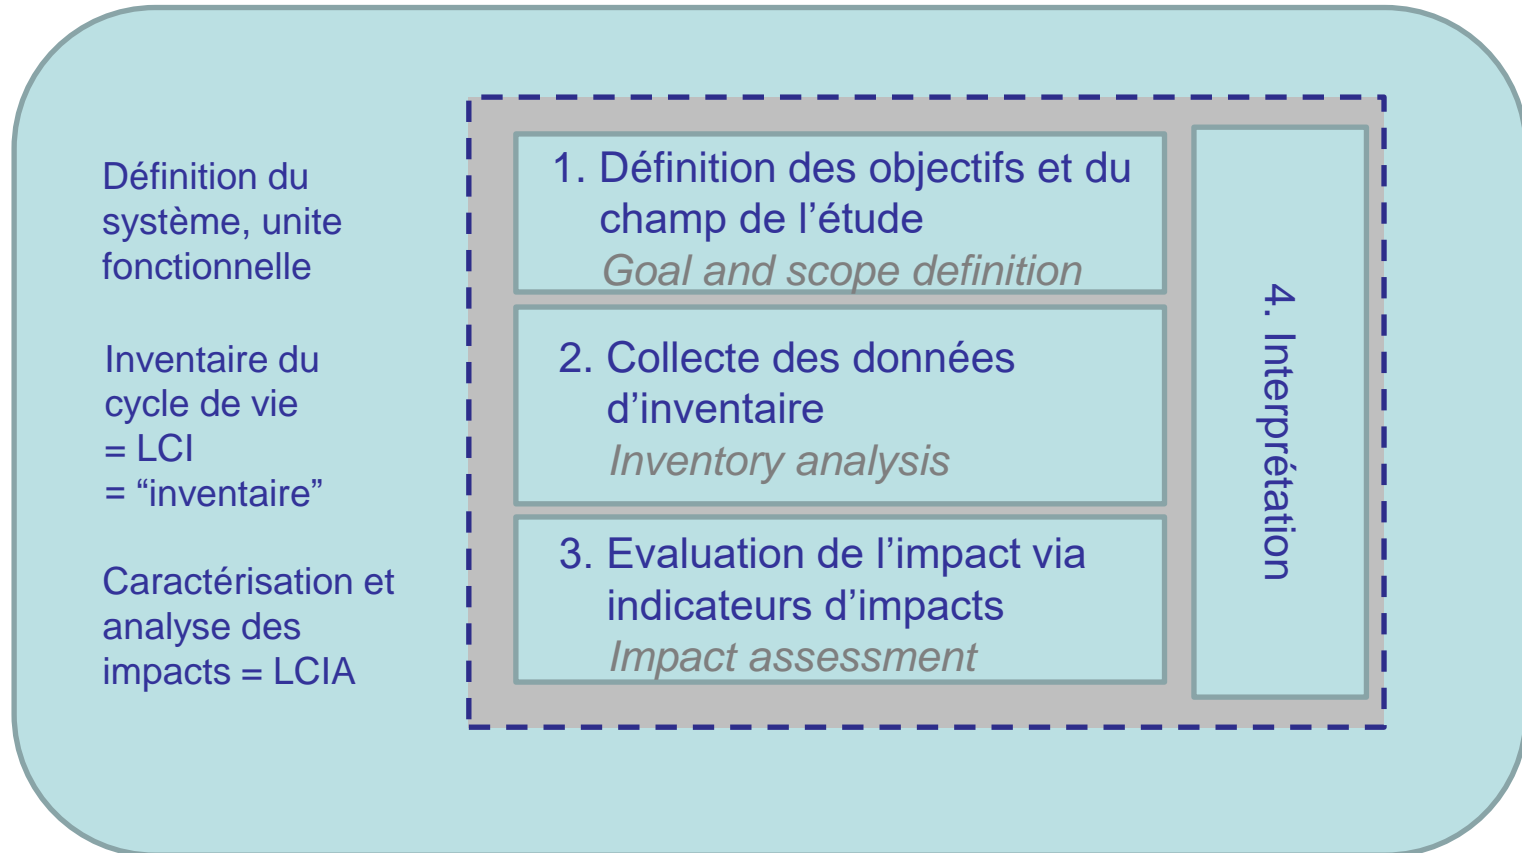 Définition du
système, unite
fonctionnelle
1. Définition des objectifs et du
champ de l’étude
Goal and scope definition
Inventaire du
cycle de vie
= LCI
= “inventaire”
2. Collecte des données
d’inventaire
Inventory analysis
Caractérisation et
analyse des
impacts = LCIA
3. Evaluation de l’impact via
indicateurs d’impacts
Impact assessment
4. Interprétation